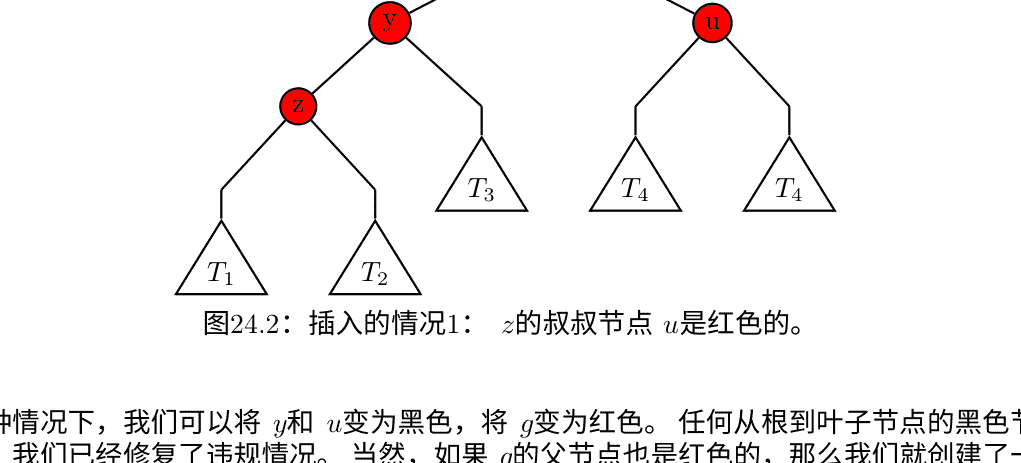 y u
z
T3 T4 T4
T1 T2
图24.2：插入的情况1： z的叔叔节点 u是红色的。
情况下，我们可以将 y和 u变为黑色，将 g变为红色。 任何从根到叶子节点的黑色节
我们已经修复了违规情况。 当然，如果 g的父节点也是红色的，那么我们就创建了一